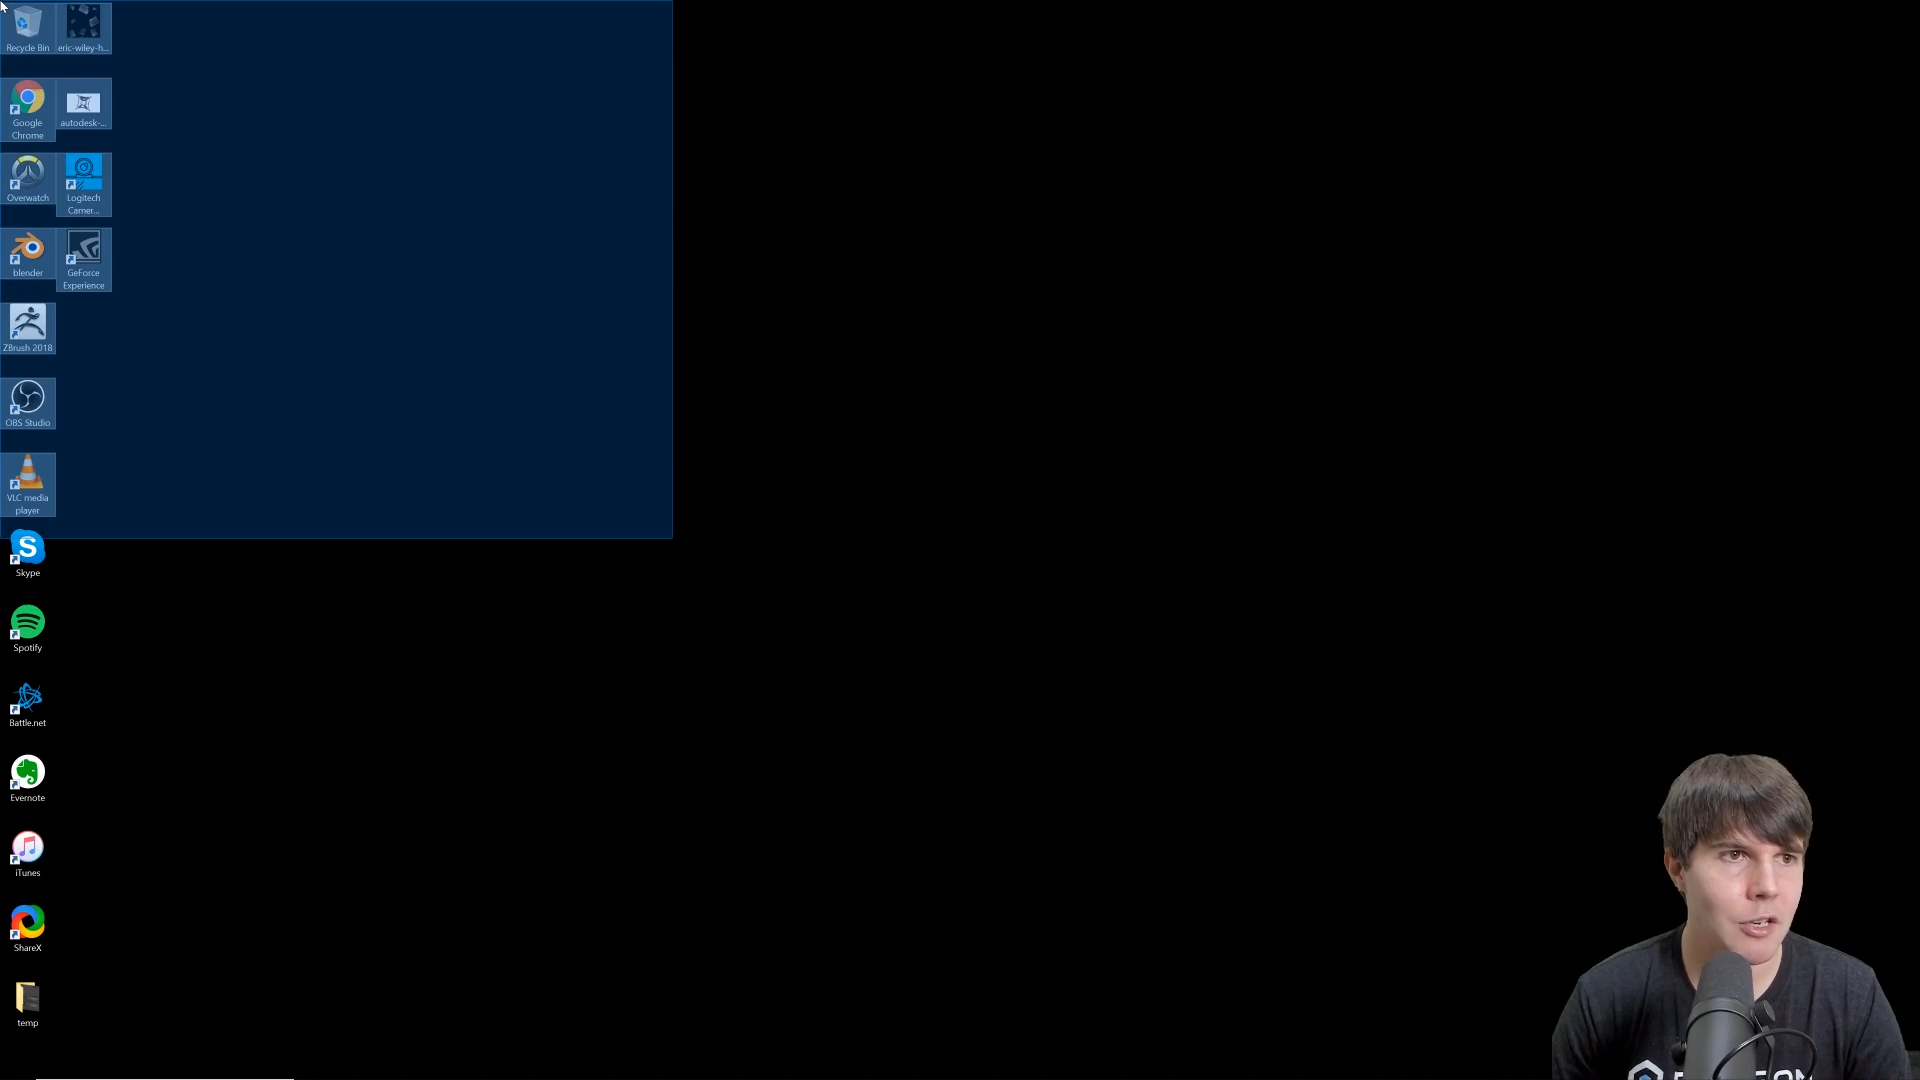 Recycle Bin
eric-wiley-h...
Google
Chrome
autodesk-...
Overwatch
Logitech
Camer...
blender
GeForce
Experience
ZBrush 2018
OBS Studio
VLC media
player
Skype
Spotify
Battle.net
Evernote
iTunes
ShareX
temp